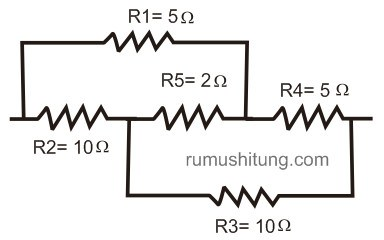 R1= 5Ω
R5= 2Ω
R4= 5 Ω
R2= 10Ω
rumushitung.com
R3= 10Ω